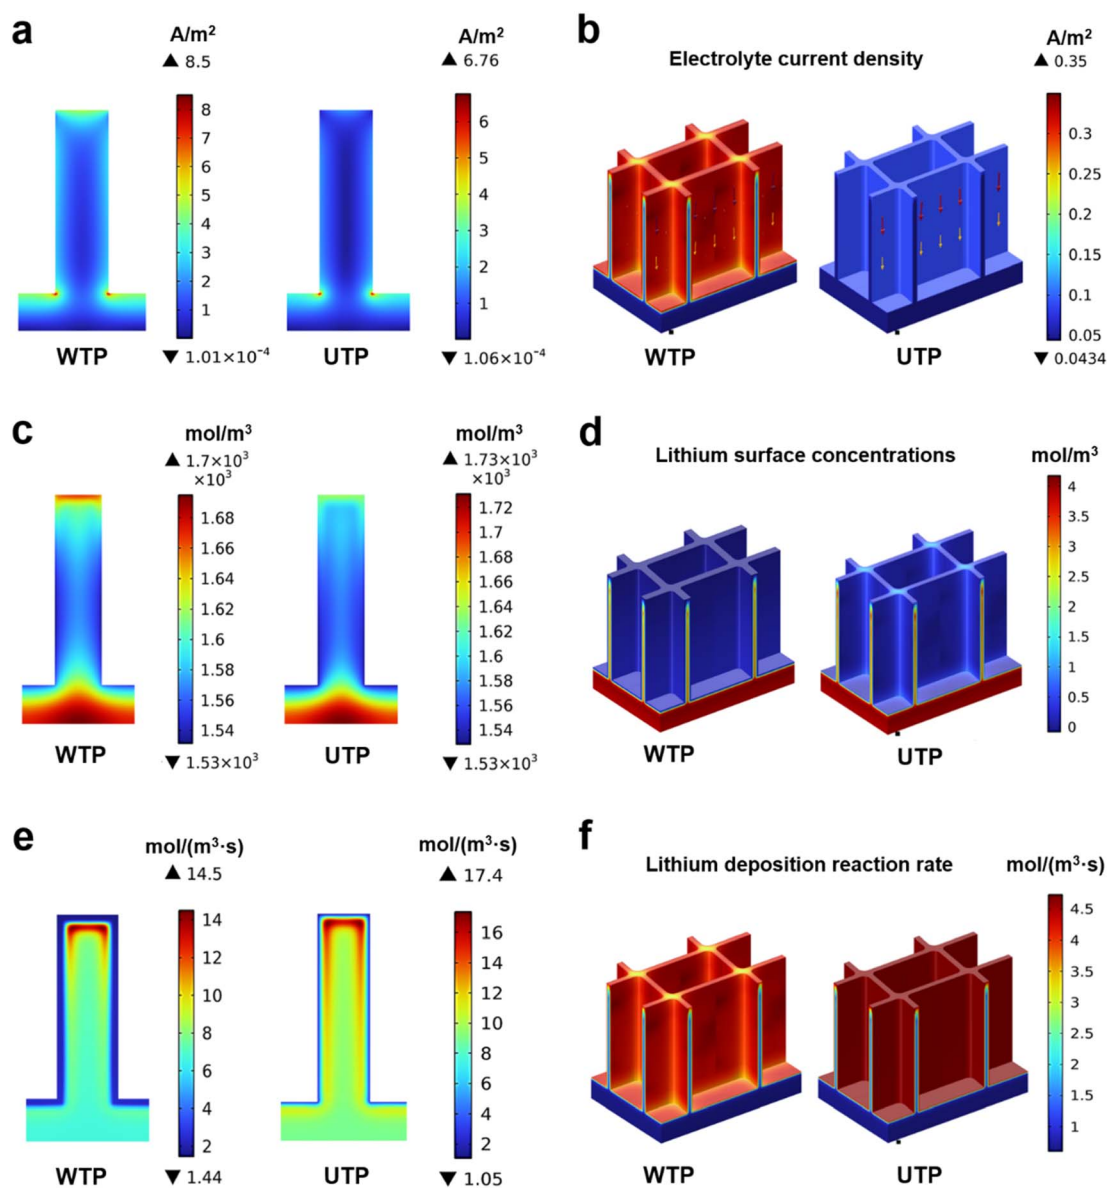 a
A/m²
▲ 8.5
8
7
6
5
4
3
2
1
▼ 1.01×10⁻⁴
WTP
A/m²
▲ 6.76
6
5
4
3
2
1
▼ 1.06×10⁻⁴
UTP
b
Electrolyte current density
A/m²
▲ 0.35
0.3
0.25
0.2
0.15
0.1
0.05
▼ 0.0434
WTP
UTP
c
mol/m³
▲ 1.7×10³
×10³
1.68
1.66
1.64
1.62
1.6
1.58
1.56
1.54
▼ 1.53×10³
WTP
mol/m³
▲ 1.73×10³
×10³
1.72
1.7
1.68
1.66
1.64
1.62
1.6
1.58
1.56
1.54
▼ 1.53×10³
UTP
d
Lithium surface concentrations
mol/m³
4
3.5
3
2.5
2
1.5
1
0.5
0
WTP
UTP
e
mol/(m³·s)
▲ 14.5
14
12
10
8
6
4
2
▼ 1.44
WTP
mol/(m³·s)
▲ 17.4
16
14
12
10
8
6
4
2
▼ 1.05
UTP
f
Lithium deposition reaction rate
mol/(m³·s)
4.5
4
3.5
3
2.5
2
1.5
1
WTP
UTP